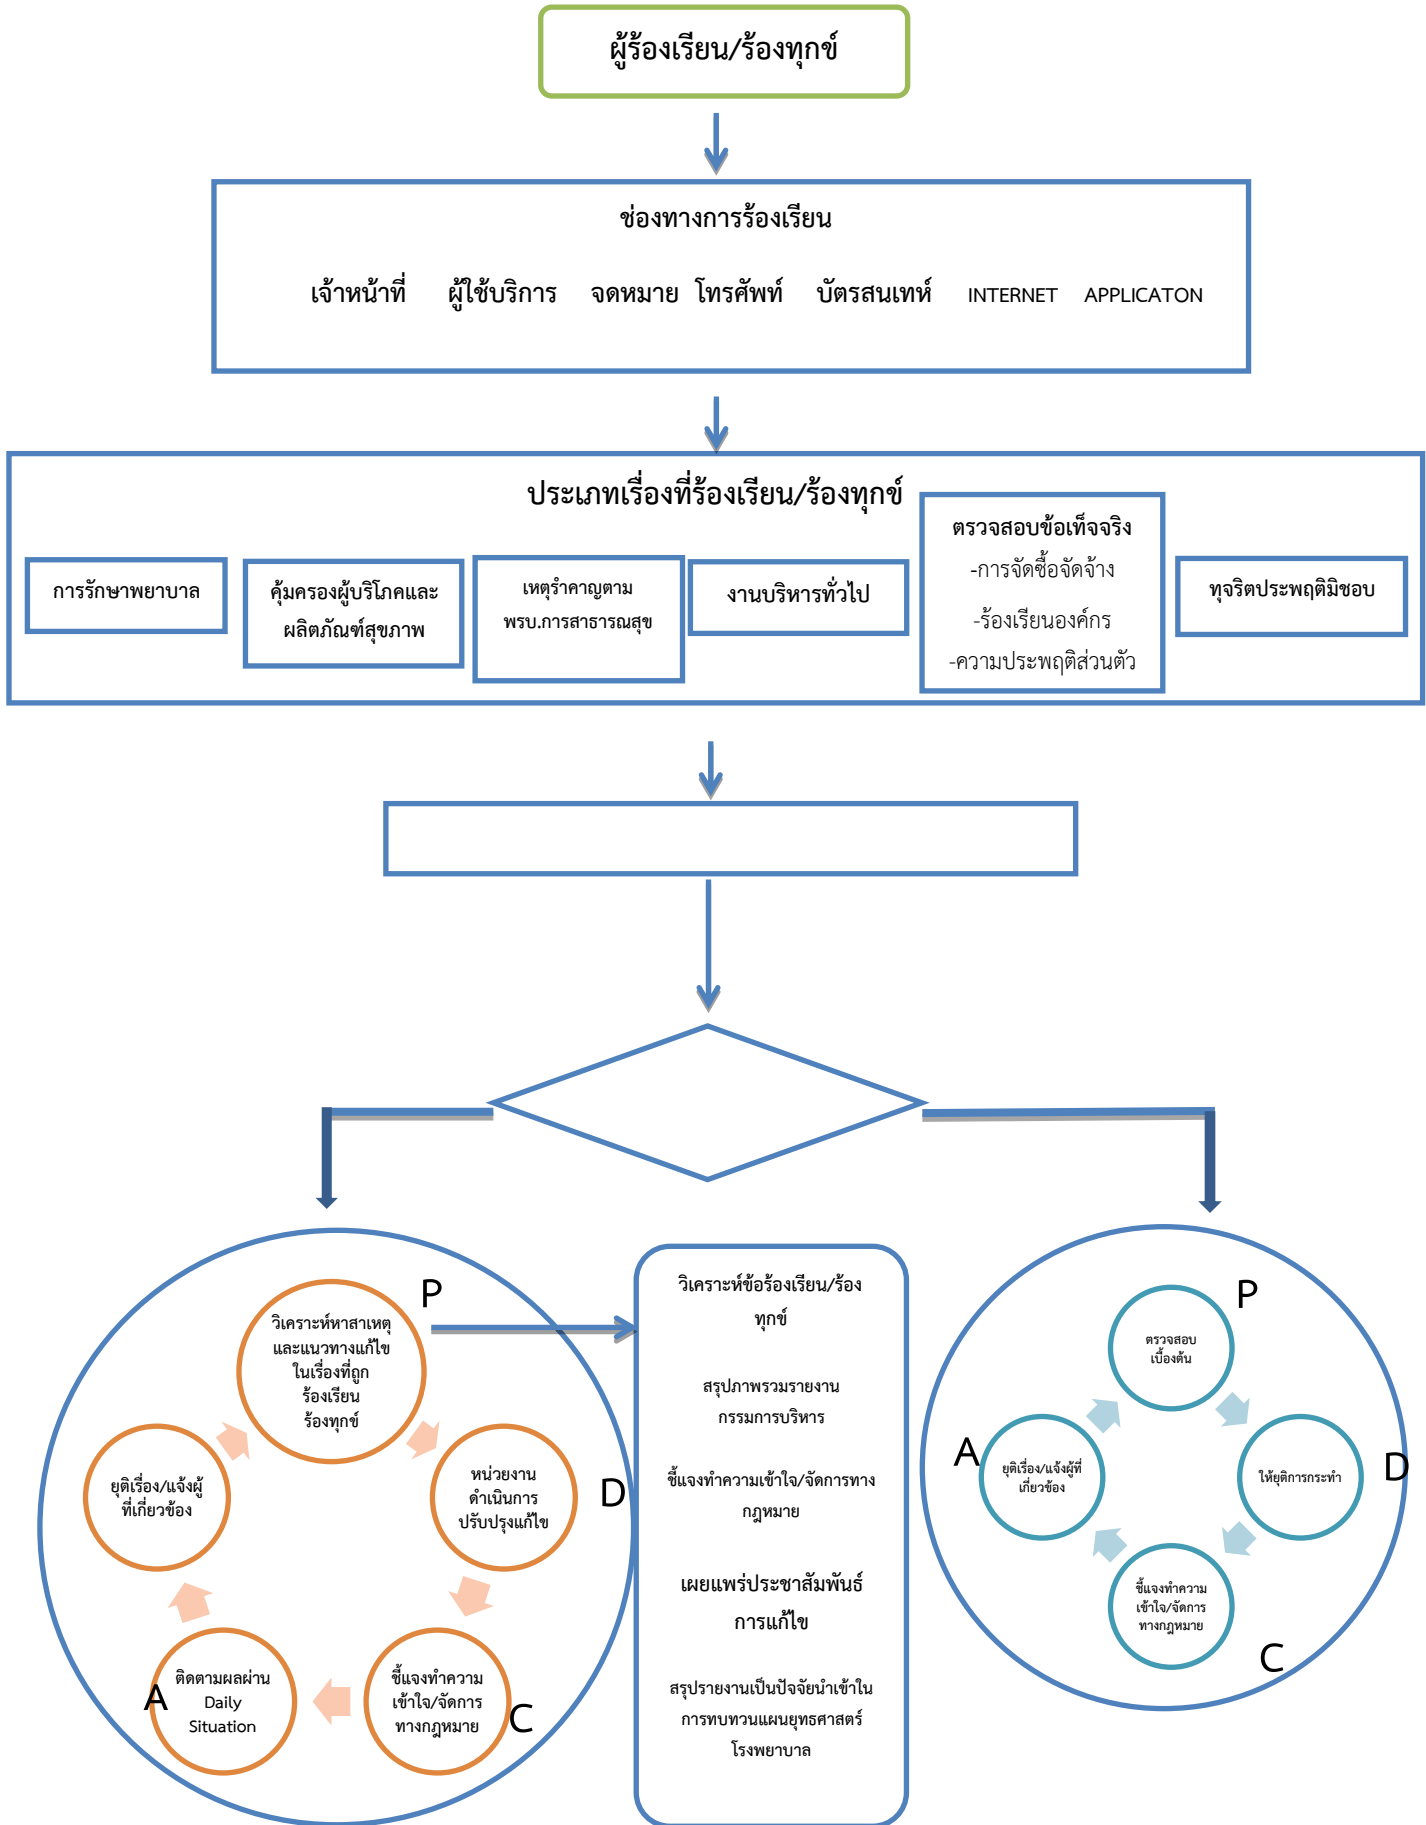 ผู้ร้องเรียน/ร้องทุกข์
ช่องทางการร้องเรียน
เจ้าหน้าที่ ผู้ใช้บริการ จดหมาย โทรศัพท์ บัตรสนเทห์ INTERNET APPLICATON
ประเภทเรื่องที่ร้องเรียน/ร้องทุกข์
การรักษาพยาบาล
คุ้มครองผู้บริโภคและ
ผลิตภัณฑ์สุขภาพ
เหตุรำคาญตาม
พรบ.การสาธารณสุข
งานบริหารทั่วไป
ตรวจสอบข้อเท็จจริง
-การจัดซื้อจัดจ้าง
-ร้องเรียนองค์กร
-ความประพฤติส่วนตัว
ทุจริตประพฤติมิชอบ
P
วิเคราะห์หาสาเหตุ
และแนวทางแก้ไข
ในเรื่องที่ถูก
ร้องเรียน
ร้องทุกข์
D
หน่วยงาน
ดำเนินการ
ปรับปรุงแก้ไข
C
ชี้แจงทำความ
เข้าใจ/จัดการ
ทางกฎหมาย
A
ติดตามผลผ่าน
Daily
Situation
ยุติเรื่อง/แจ้งผู้
ที่เกี่ยวข้อง
วิเคราะห์ข้อร้องเรียน/ร้อง
ทุกข์
สรุปภาพรวมรายงาน
กรรมการบริหาร
ชี้แจงทำความเข้าใจ/จัดการทาง
กฎหมาย
เผยแพร่ประชาสัมพันธ์
การแก้ไข
สรุปรายงานเป็นปัจจัยนำเข้าใน
การทบทวนแผนยุทธศาสตร์
โรงพยาบาล
P
ตรวจสอบ
เบื้องต้น
D
ให้ยุติการกระทำ
C
ชี้แจงทำความ
เข้าใจ/จัดการ
ทางกฎหมาย
A
ยุติเรื่อง/แจ้งผู้ที่
เกี่ยวข้อง